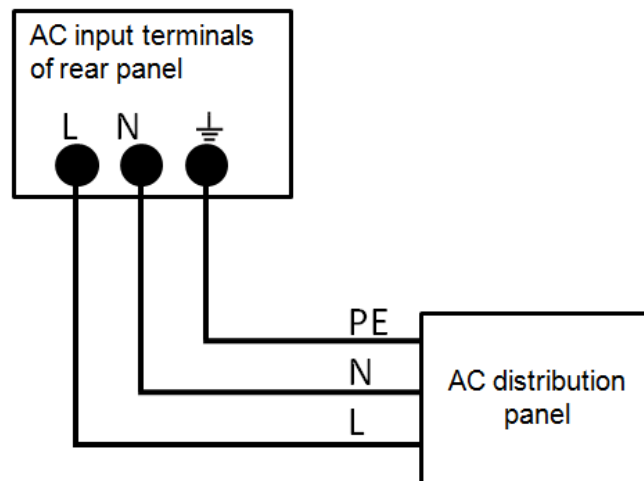 AC input terminals
of rear panel
L N ⏚
PE
N
L
AC distribution
panel